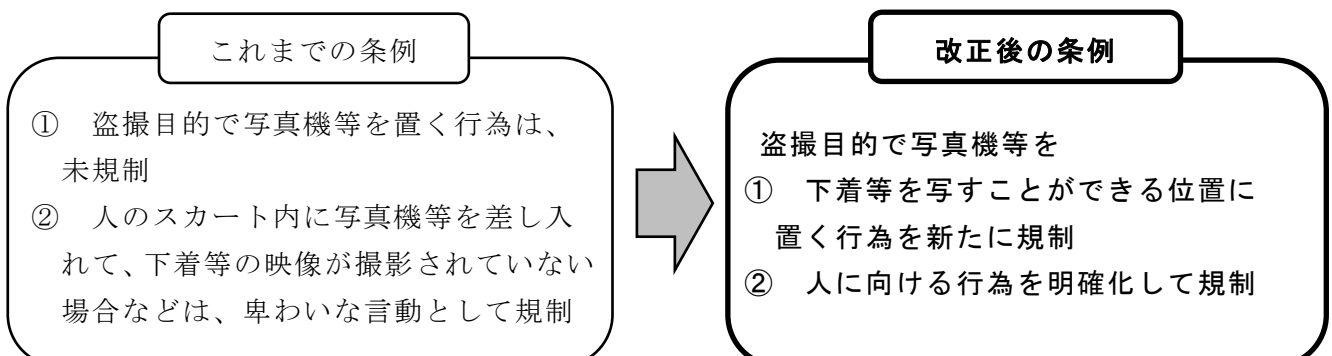 これまでの条例
① 盗撮目的で写真機等を置く行為は、
未規制
② 人のスカート内に写真機等を差し入
れて、下着等の映像が撮影されていない
場合などは、卑わいな言動として規制
改正後の条例
盗撮目的で写真機等を
① 下着等を写すことができる位置に
置く行為を新たに規制
② 人に向ける行為を明確化して規制